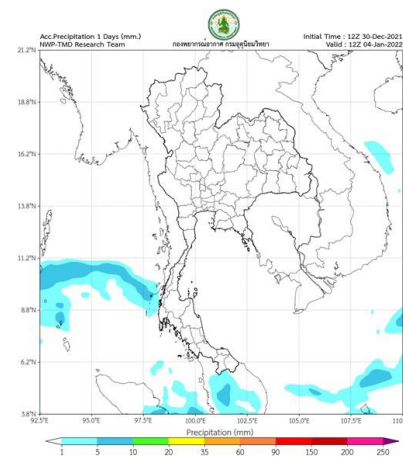 Acc.Precipitation 1 Days (mm.)
NWP-TMD Research Team
กองพยากรณ์อากาศ กรมอุตุนิยมวิทยา
Initial Time : 12Z 30-Dec-2021
Valid : 12Z 04-Jan-2022
21.2°N
18.8°N
16.2°N
13.8°N
11.2°N
8.8°N
6.2°N
3.8°N
92.5°E 95.0°E 97.5°E 100.0°E 102.5°E 105.0°E 107.5°E 110
Precipitation (mm)
1 5 10 20 35 60 90 150 200 250